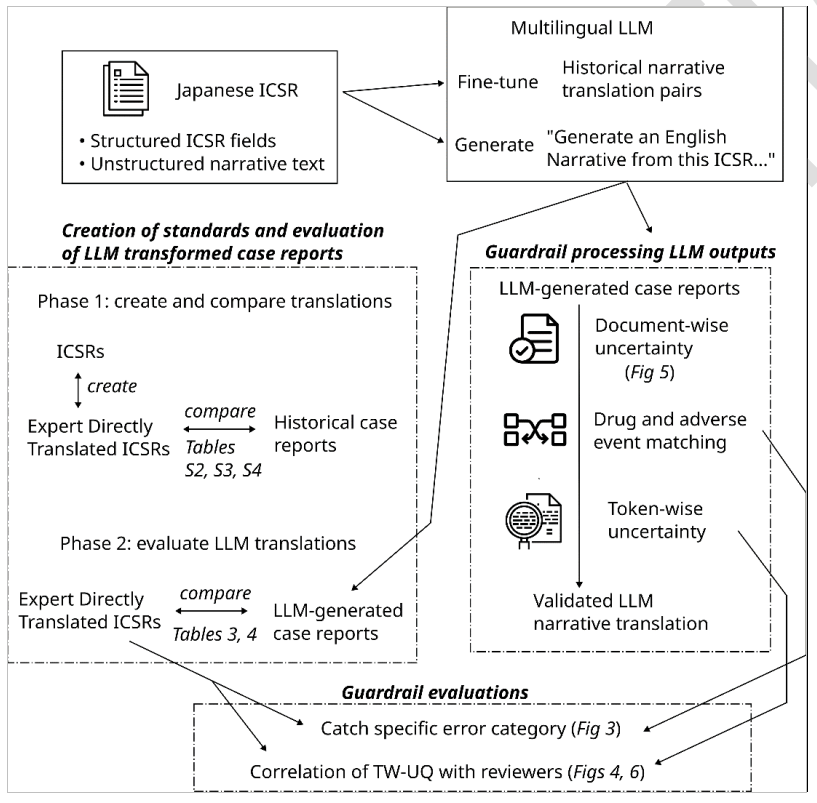 Multilingual LLM
Japanese ICSR
• Structured ICSR fields
• Unstructured narrative text
Fine-tune
Historical narrative
translation pairs
Generate
"Generate an English
Narrative from this ICSR..."
Creation of standards and evaluation
of LLM transformed case reports
Phase 1: create and compare translations
ICSRs
create
Expert Directly
Translated ICSRs
compare
Tables
S2, S3, S4
Historical case
reports
Phase 2: evaluate LLM translations
Expert Directly
Translated ICSRs
compare
Tables 3, 4
LLM-generated
case reports
Guardrail processing LLM outputs
LLM-generated case reports
Document-wise
uncertainty
(Fig 5)
Drug and adverse
event matching
Token-wise
uncertainty
Validated LLM
narrative translation
Guardrail evaluations
Catch specific error category (Fig 3)
Correlation of TW-UQ with reviewers (Figs 4, 6)